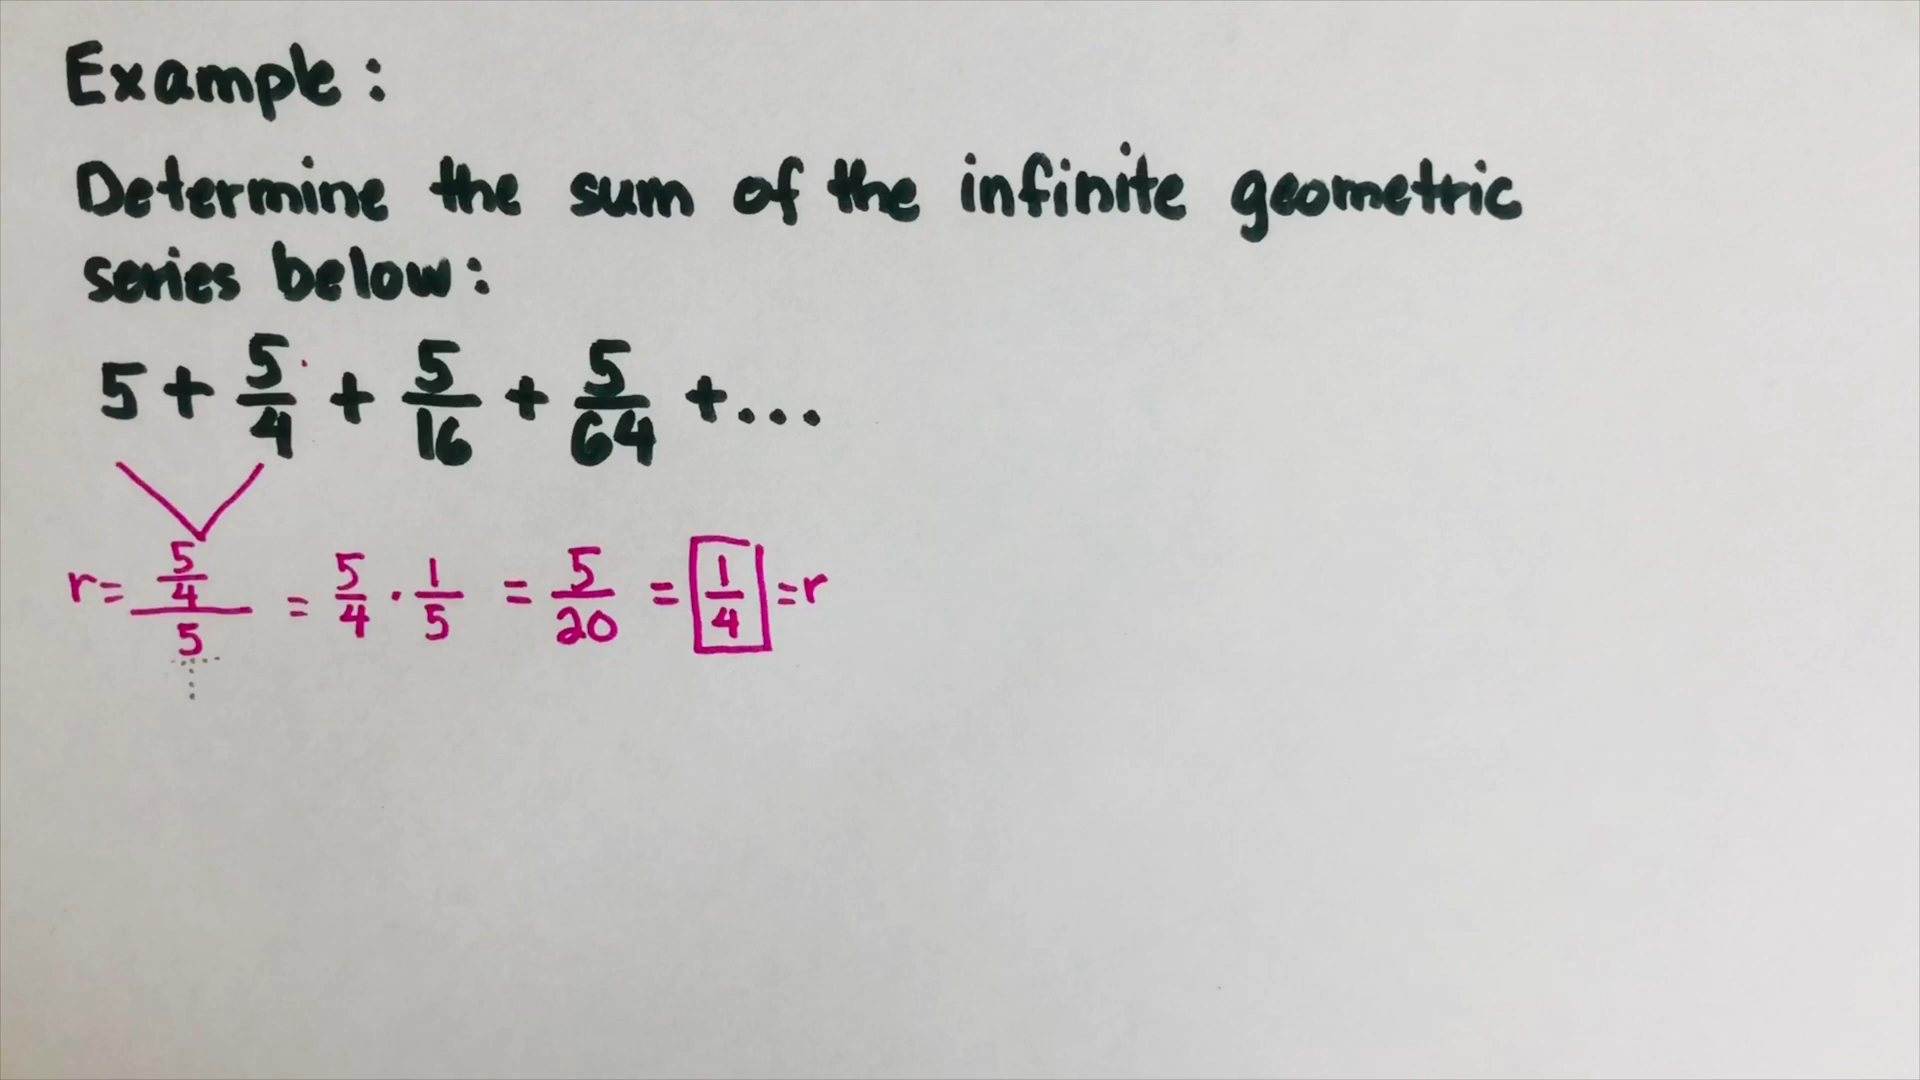 Example:
Determine the sum of the infinite geometric
series below:
5 + 5/4 + 5/16 + 5/64 + ...
r = (5/4)/5 = 5/4 · 1/5 = 5/20 = 1/4 = r